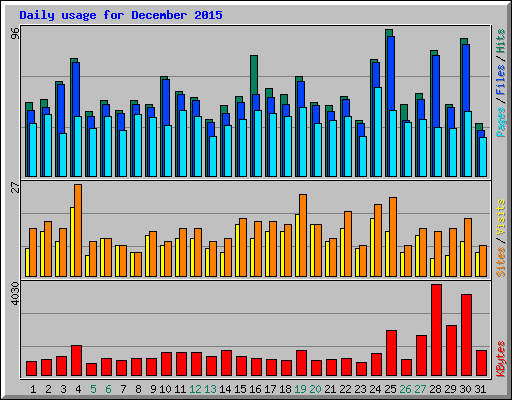 Daily usage for December 2015
96
Pages / Files / Hits
27
Sites / Visits
4030
KBytes
1 2 3 4 5 6 7 8 9 10 11 12 13 14 15 16 17 18 19 20 21 22 23 24 25 26 27 28 29 30 31